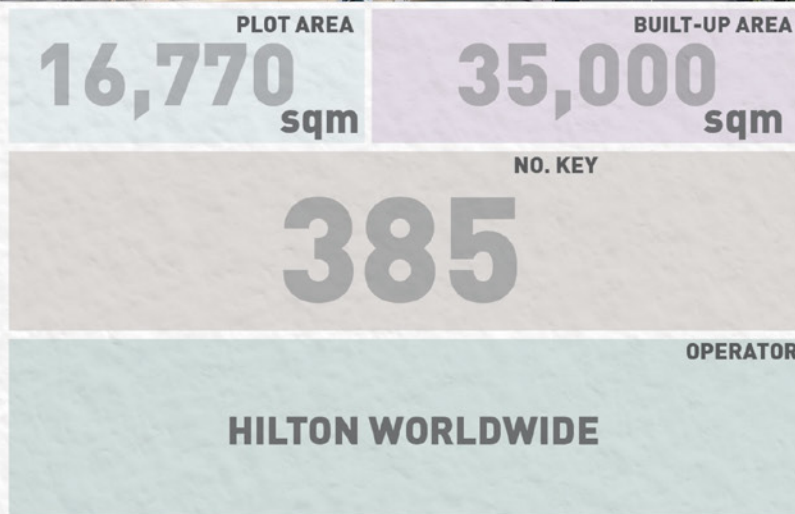 PLOT AREA
16,770
sqm
BUILT-UP AREA
35,000
sqm
NO. KEY
385
OPERATOR
HILTON WORLDWIDE